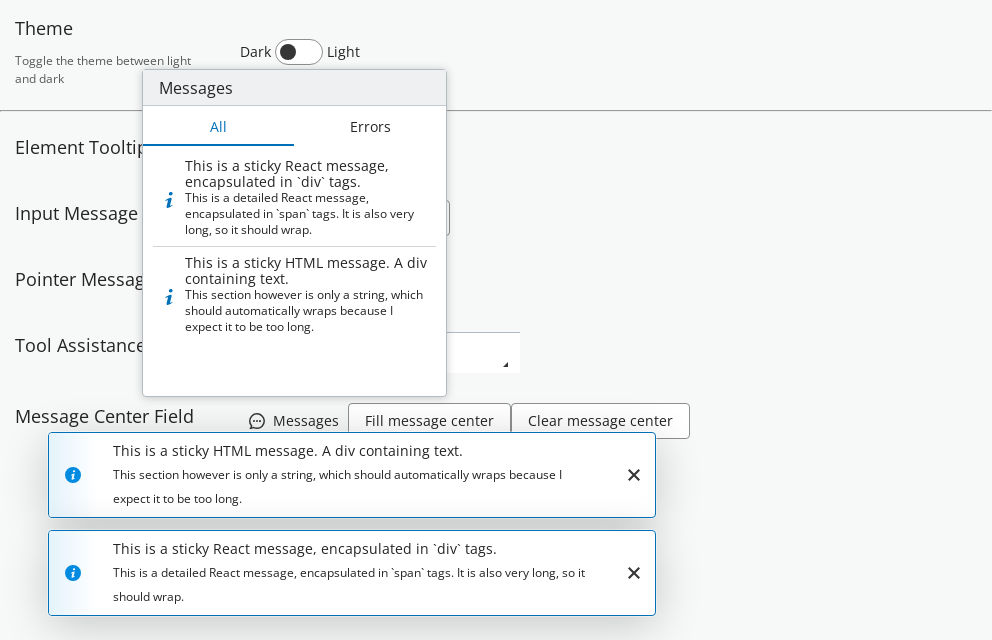 Theme
Toggle the theme between light
and dark
Dark
Light
Messages
All
Errors
This is a sticky React message,
encapsulated in `div` tags.
This is a detailed React message,
encapsulated in `span` tags. It is also very
long, so it should wrap.
This is a sticky HTML message. A div
containing text.
This section however is only a string, which
should automatically wraps because I
expect it to be too long.
Element Tooltip
Input Message
Pointer Messag
Tool Assistance
Message Center Field
Messages
Fill message center
Clear message center
This is a sticky HTML message. A div containing text.
This section however is only a string, which should automatically wraps because I
expect it to be too long.
This is a sticky React message, encapsulated in `div` tags.
This is a detailed React message, encapsulated in `span` tags. It is also very long, so it
should wrap.